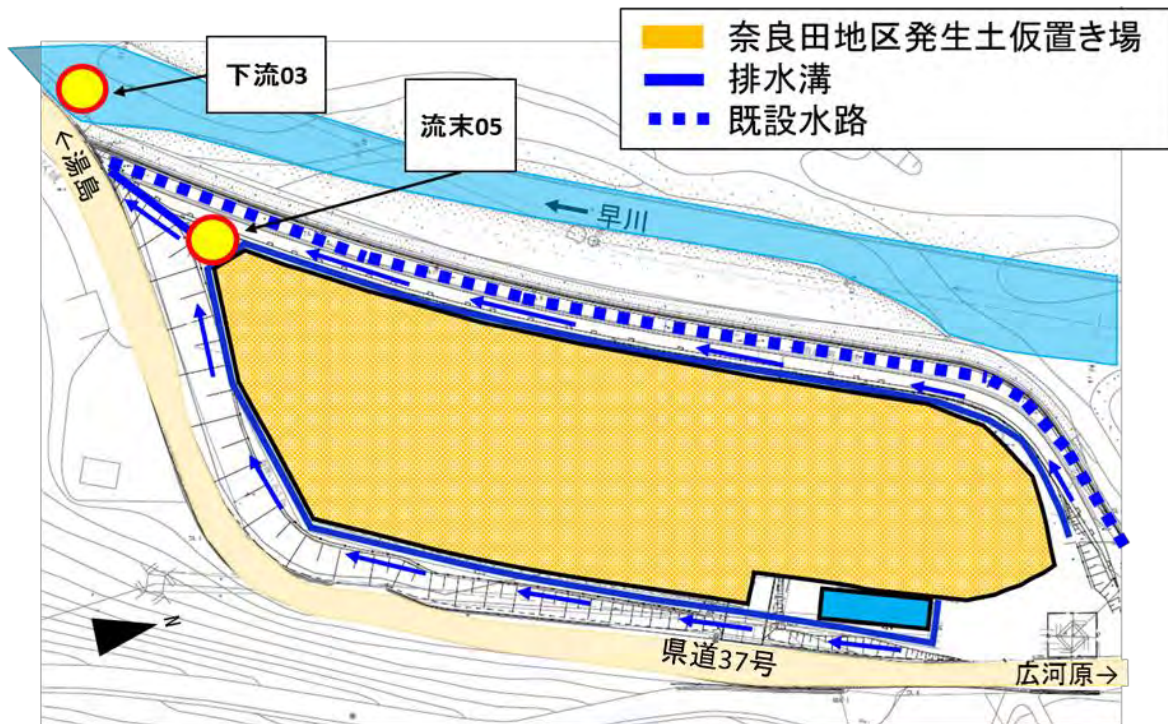 奈良田地区発生土仮置き場
排水溝
既設水路
下流03
流末05
←湯島
←早川
N
県道37号
広河原→